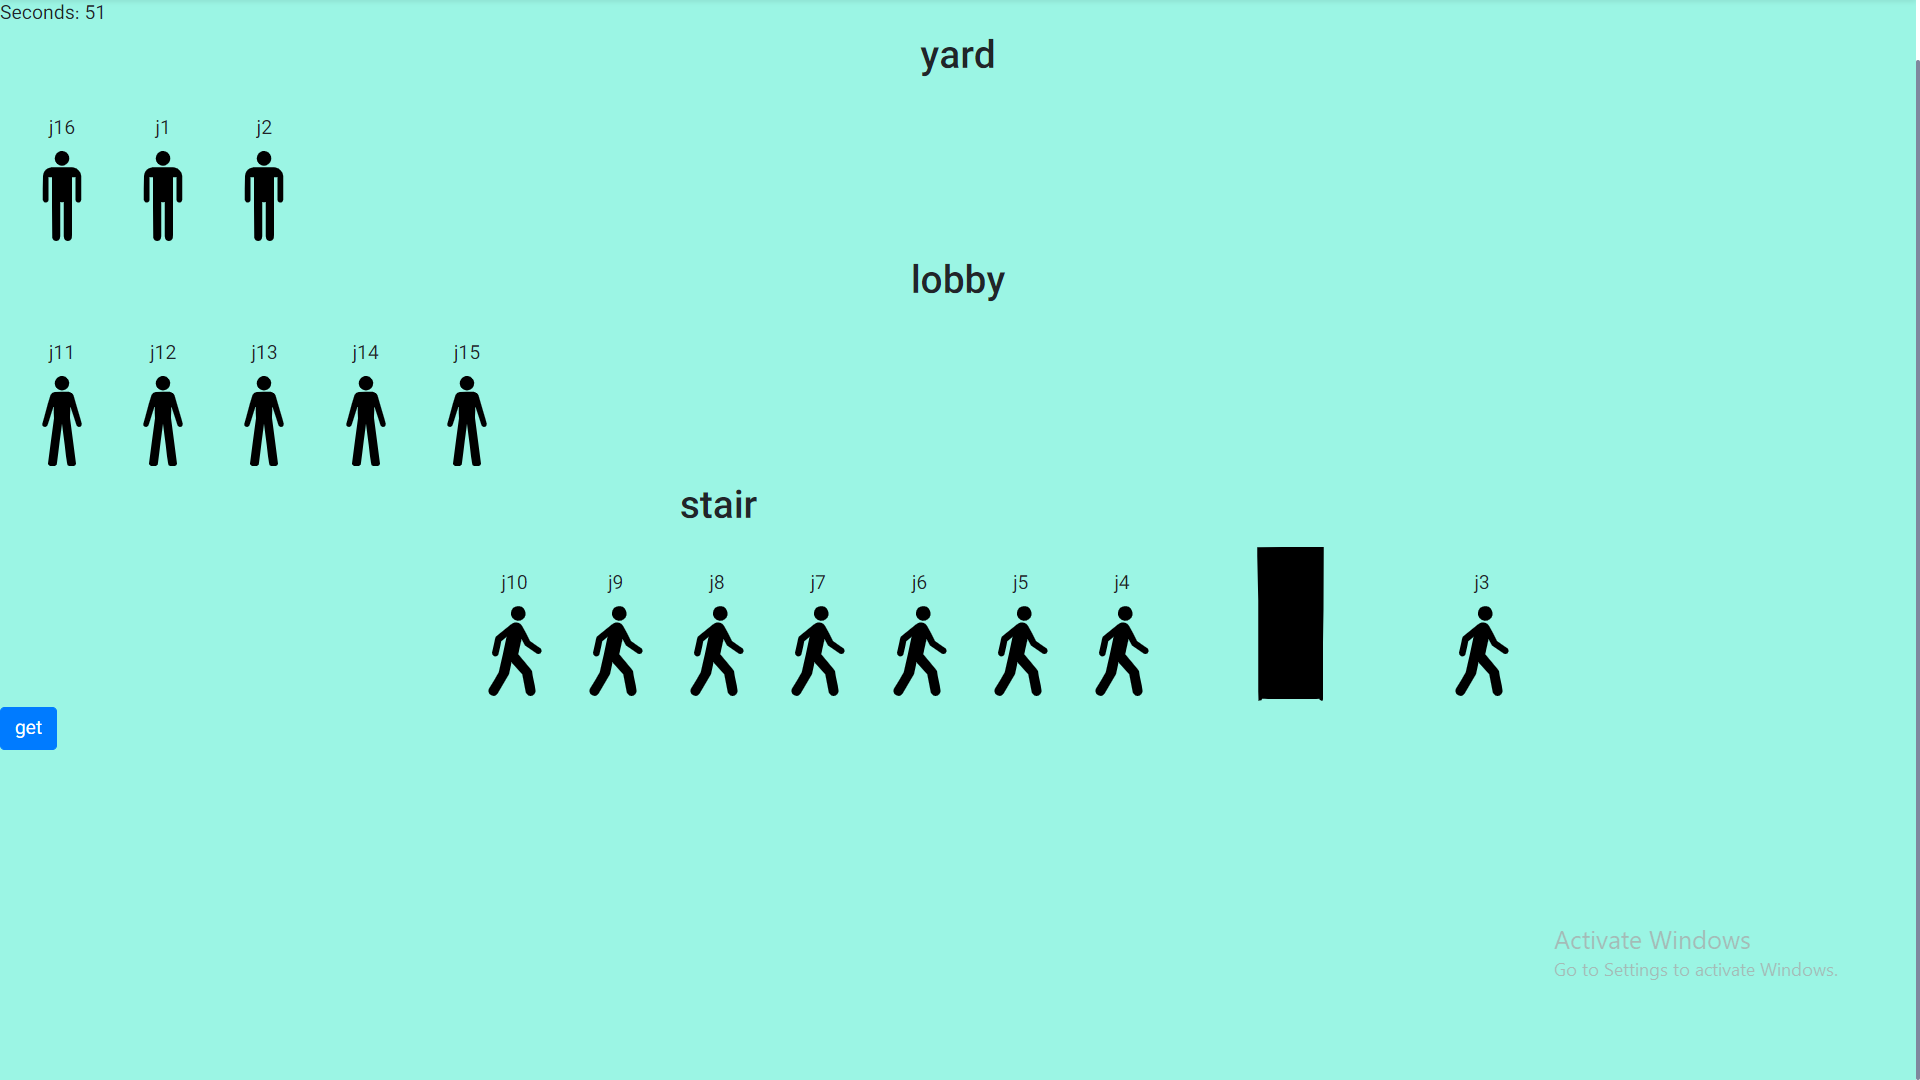 Seconds: 51
yard
j16 j1 j2
lobby
j11 j12 j13 j14 j15
stair
j10 j9 j8 j7 j6 j5 j4 j3
get
Activate Windows
Go to Settings to activate Windows.